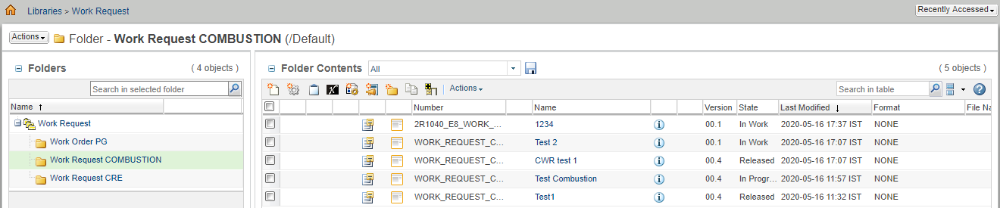 Libraries > Work Request
Recently Accessed
Actions Folder - Work Request COMBUSTION (/Default)
Folders ( 4 objects )
Search in selected folder
Name
Work Request
Work Order PG
Work Request COMBUSTION
Work Request CRE
Folder Contents All ( 5 objects )
Actions Search in table
Number Name Version State Last Modified Format File Na
2R1040_E8_WORK_... 1234 00.1 In Work 2020-05-16 17:37 IST NONE
WORK_REQUEST_C... Test 2 00.1 In Work 2020-05-16 17:07 IST NONE
WORK_REQUEST_C... CWR test 1 00.4 Released 2020-05-16 17:07 IST NONE
WORK_REQUEST_C... Test Combustion 00.4 In Progr... 2020-05-16 11:57 IST NONE
WORK_REQUEST_C... Test1 00.4 Released 2020-05-16 11:32 IST NONE